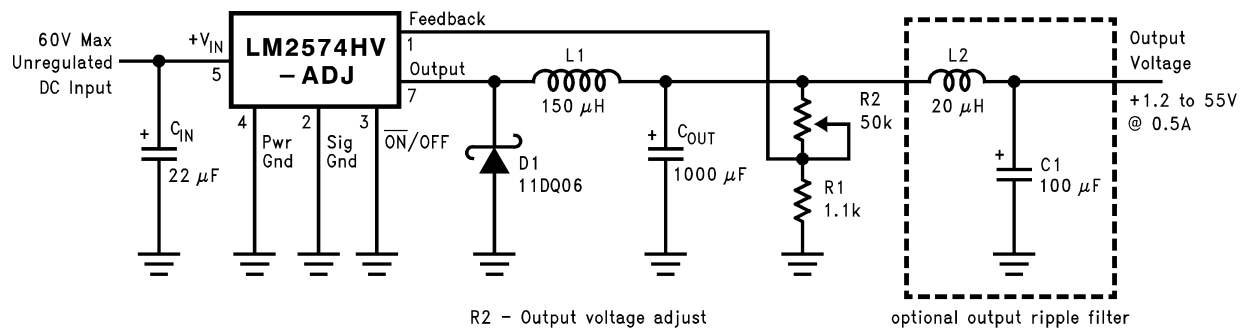 60V Max
Unregulated
DC Input
+VIN
5
LM2574HV
-ADJ
Feedback
1
Output
7
4
Pwr
Gnd
2
Sig
Gnd
3
ON/OFF
+
CIN
22 μF
D1
11DQ06
L1
150 μH
+
COUT
1000 μF
R2
50k
R1
1.1k
L2
20 μH
+
C1
100 μF
Output
Voltage
+1.2 to 55V
@ 0.5A
R2 - Output voltage adjust
optional output ripple filter